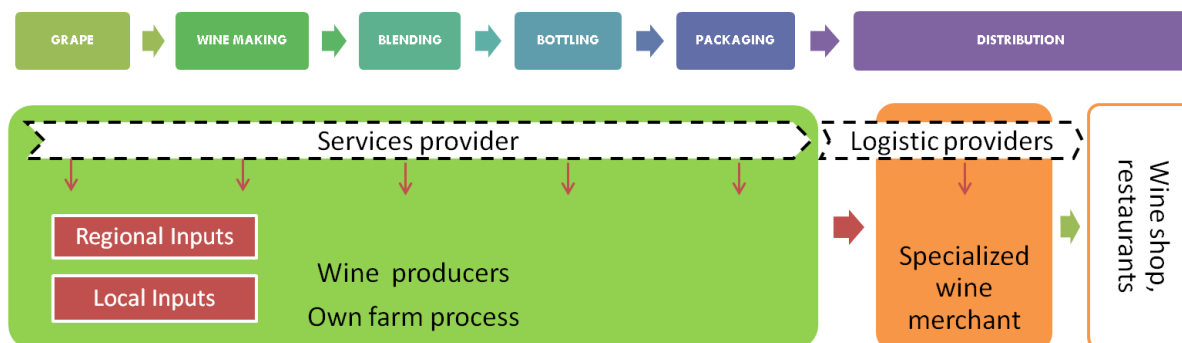 GRAPE
WINE MAKING
BLENDING
BOTTLING
PACKAGING
DISTRIBUTION
Services provider
Logistic providers
Regional Inputs
Local Inputs
Wine producers
Own farm process
Specialized
wine
merchant
Wine shop,
restaurants